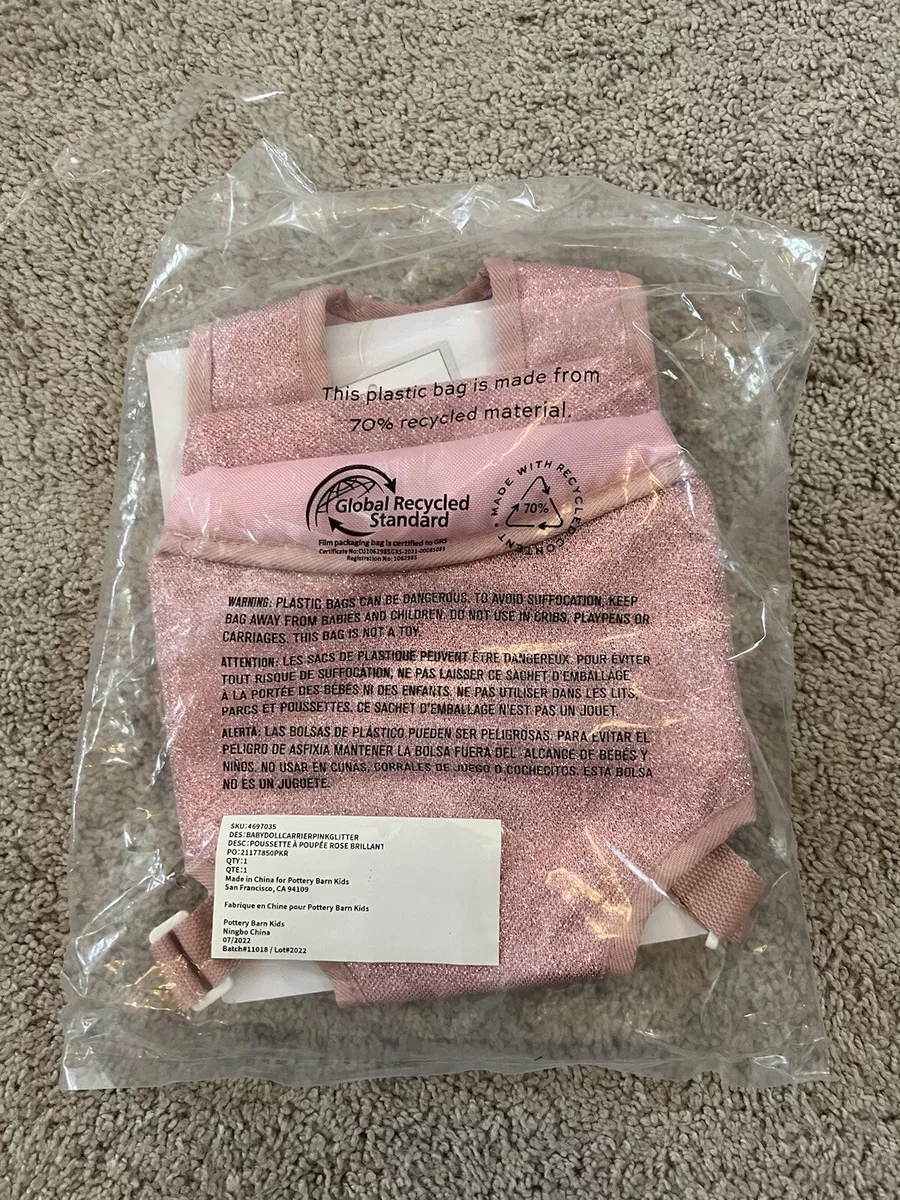 This plastic bag is made from
70% recycled material.
Global Recycled
Standard
Film packaging bag is certified to GRS
Certificate No:CU1062985GRS-2021-00085083
Registration No: 1062985
MADE WITH RECYCLED CONTENT
70%
WARNING: PLASTIC BAGS CAN BE DANGEROUS. TO AVOID SUFFOCATION, KEEP
BAG AWAY FROM BABIES AND CHILDREN. DO NOT USE IN CRIBS, PLAYPENS OR
CARRIAGES. THIS BAG IS NOT A TOY.
ATTENTION: LES SACS DE PLASTIQUE PEUVENT ÊTRE DANGEREUX. POUR ÉVITER
TOUT RISQUE DE SUFFOCATION, NE PAS LAISSER CE SACHET D'EMBALLAGE
À LA PORTÉE DES BÉBÉS NI DES ENFANTS. NE PAS UTILISER DANS LES LITS,
PARCS ET POUSSETTES. CE SACHET D'EMBALLAGE N'EST PAS UN JOUET.
ALERTA: LAS BOLSAS DE PLÁSTICO PUEDEN SER PELIGROSAS. PARA EVITAR EL
PELIGRO DE ASFIXIA MANTENER LA BOLSA FUERA DEL ALCANCE DE BEBÉS Y
NIÑOS. NO USAR EN CUNAS, CORRALES DE JUEGO O COCHECITOS. ESTA BOLSA
NO ES UN JUGUETE.
SKU:4697035
DES:BABYDOLLCARRIERPINKGLITTER
DESC:POUSSETTE À POUPÉE ROSE BRILLANT
PO:21177850PKR
QTY:1
QTE:1
Made in China for Pottery Barn Kids
San Francisco, CA 94109
Fabrique en Chine pour Pottery Barn Kids
Pottery Barn Kids
Ningbo China
07/2022
Batch#11018 / Lot#2022